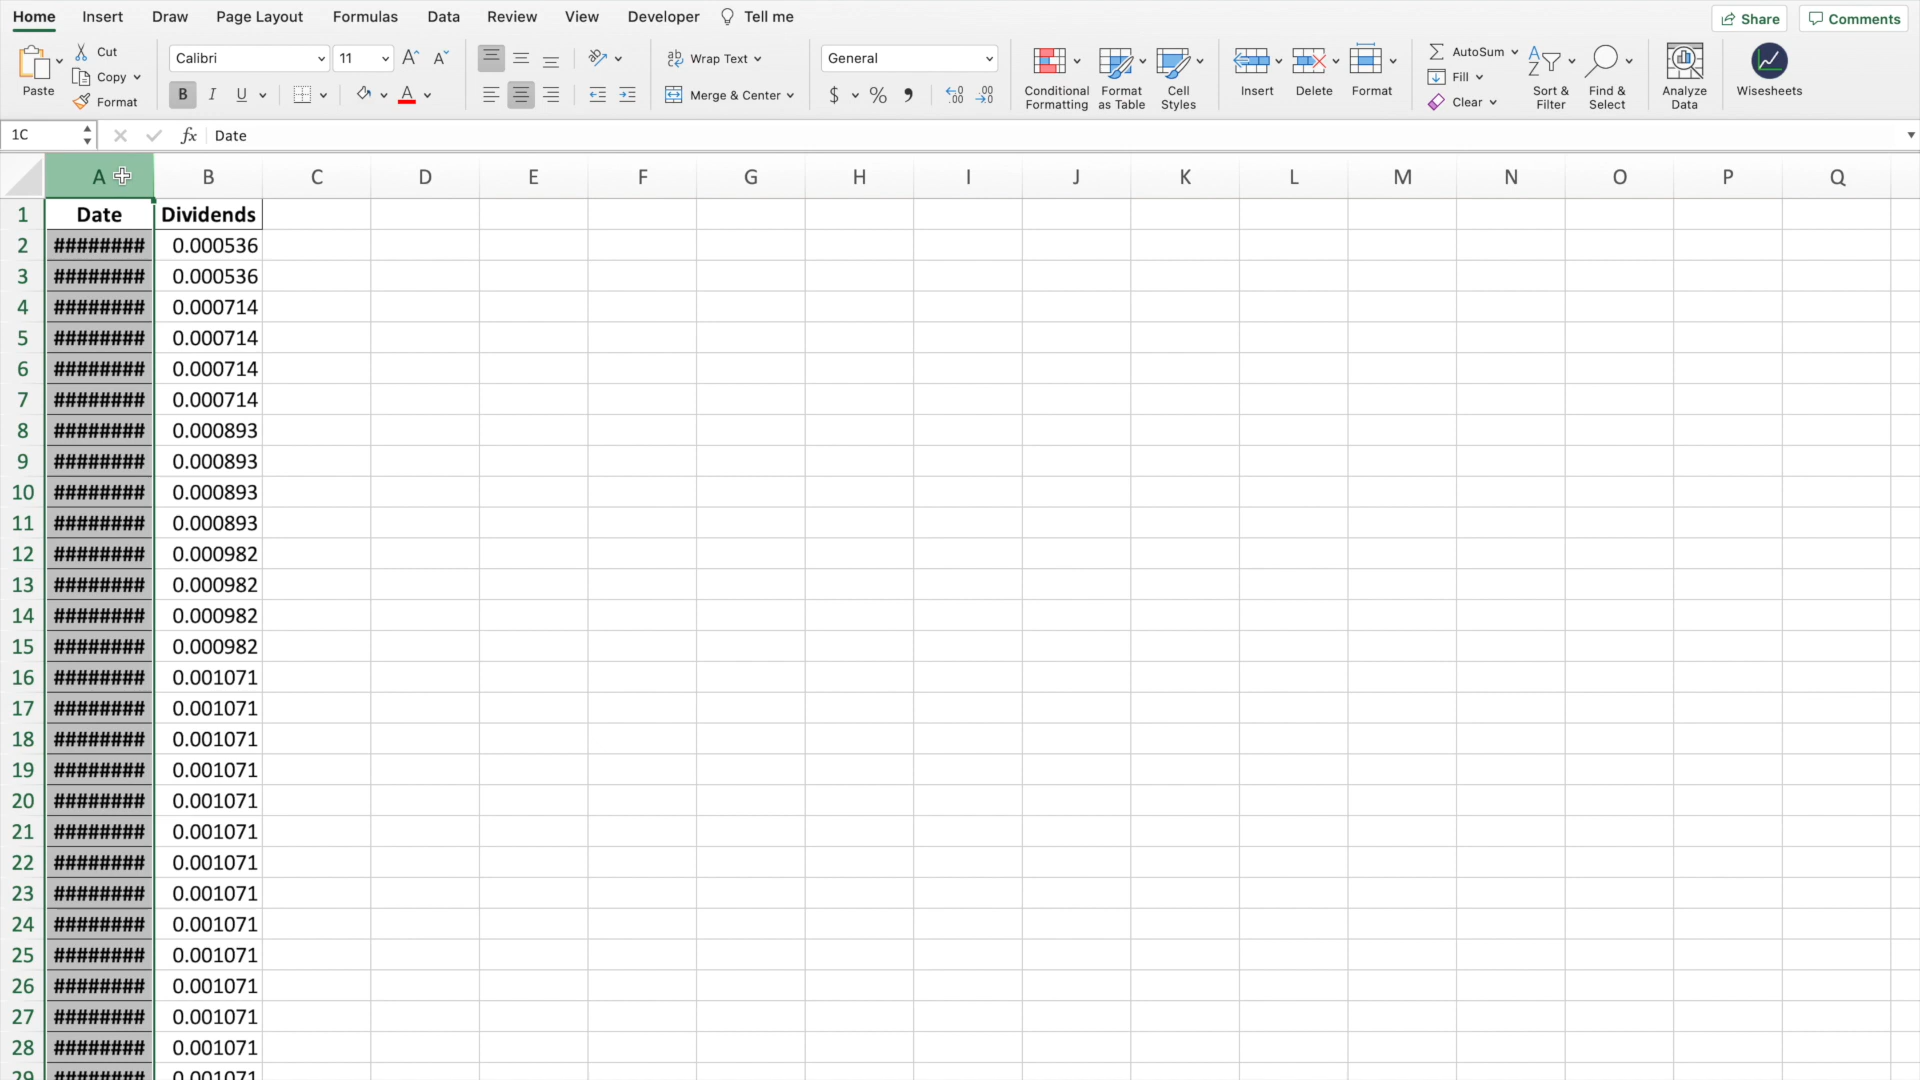 Home Insert Draw Page Layout Formulas Data Review View Developer Tell me Share Comments
Paste Cut Copy Format
Calibri 11 A A
B I U A
ab Wrap Text
Merge & Center
General
$ % , .00 .00
Conditional Formatting
Format as Table
Cell Styles
Insert Delete Format
AutoSum
Fill
Clear
Sort & Filter
Find & Select
Analyze Data
Wisesheets
1C fx Date
A B C D E F G H I J K L M N O P Q
1 Date Dividends
2 ######## 0.000536
3 ######## 0.000536
4 ######## 0.000714
5 ######## 0.000714
6 ######## 0.000714
7 ######## 0.000714
8 ######## 0.000893
9 ######## 0.000893
10 ######## 0.000893
11 ######## 0.000893
12 ######## 0.000982
13 ######## 0.000982
14 ######## 0.000982
15 ######## 0.000982
16 ######## 0.001071
17 ######## 0.001071
18 ######## 0.001071
19 ######## 0.001071
20 ######## 0.001071
21 ######## 0.001071
22 ######## 0.001071
23 ######## 0.001071
24 ######## 0.001071
25 ######## 0.001071
26 ######## 0.001071
27 ######## 0.001071
28 ######## 0.001071
29 ######## 0.001071